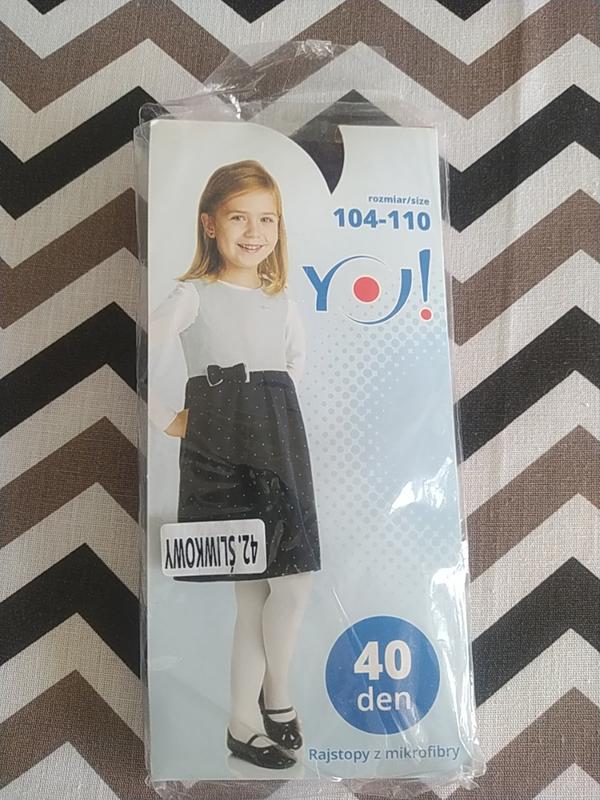 rozmiar/size
104-110
YO!
42. ŚLIWKOWY
40
den
Rajstopy z mikrofibry